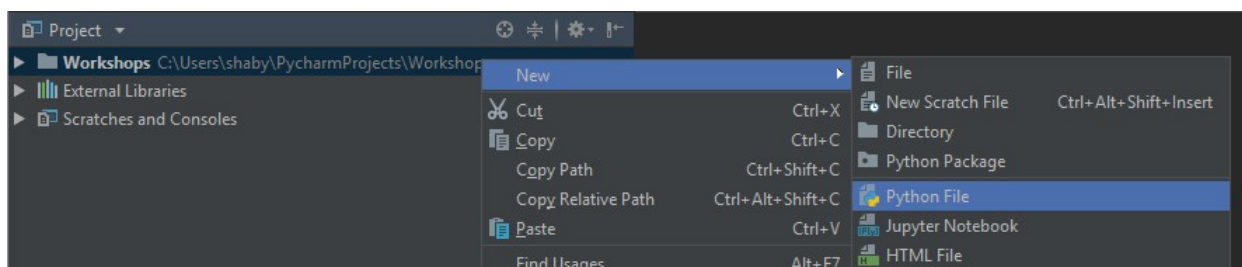 Project
Workshops C:\Users\shaby\PycharmProjects\Workshop
External Libraries
Scratches and Consoles
New
Cut Ctrl+X
Copy Ctrl+C
Copy Path Ctrl+Shift+C
Copy Relative Path Ctrl+Alt+Shift+C
Paste Ctrl+V
Find Usages Alt+F7
File
New Scratch File Ctrl+Alt+Shift+Insert
Directory
Python Package
Python File
Jupyter Notebook
HTML File